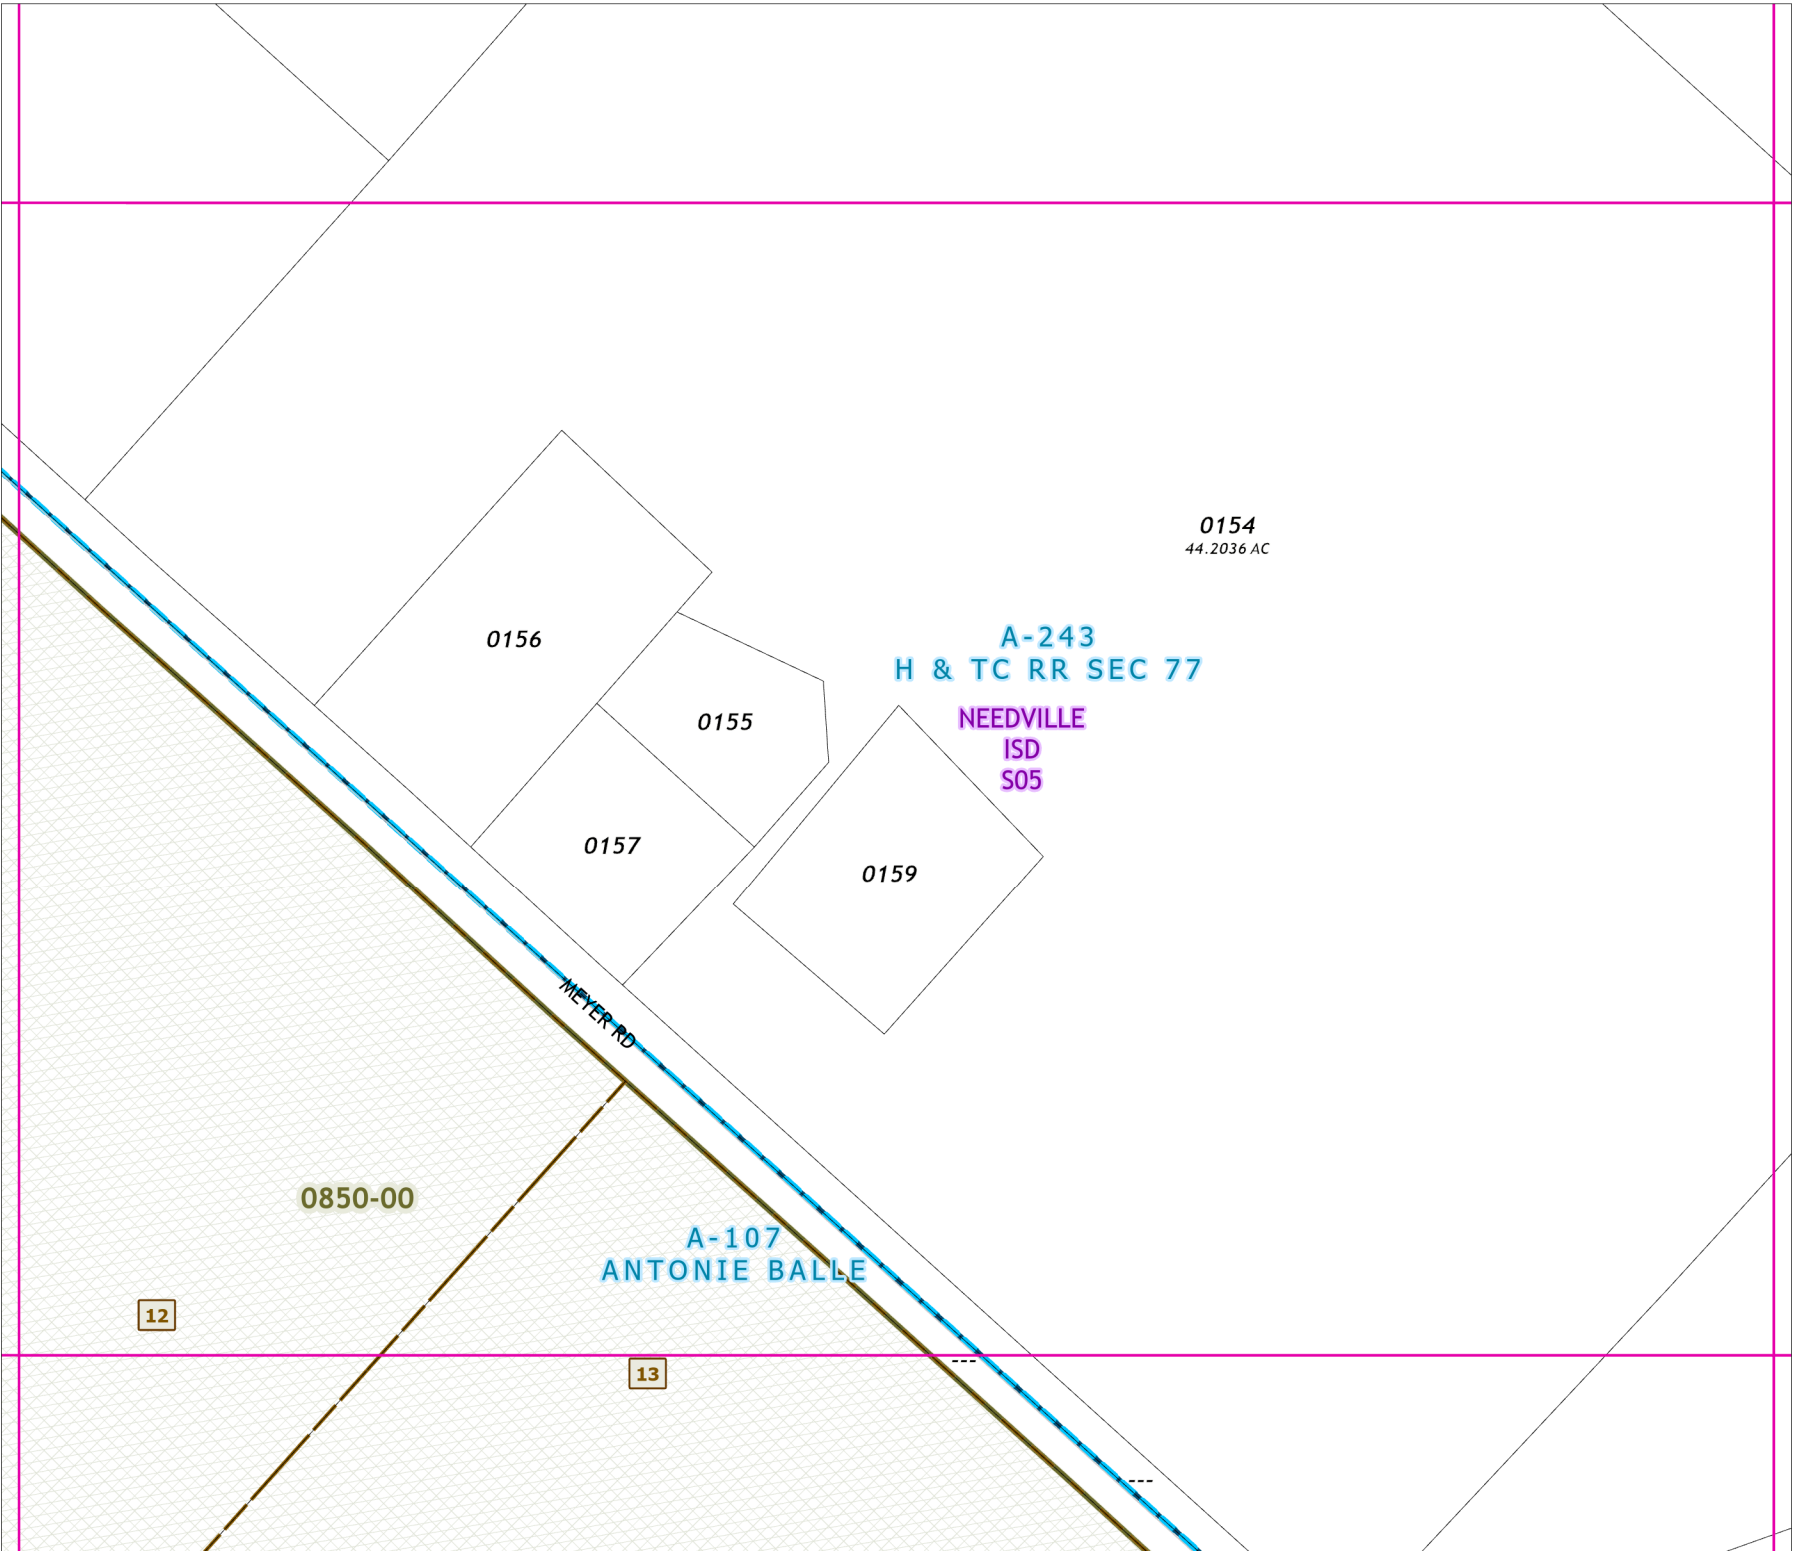 0154
44.2036 AC
A-243
H & TC RR SEC 77
0156
NEEDVILLE
ISD
S05
0155
0157
0159
MEYER RD
0850-00
A-107
ANTONIE BALLE
12
13
---
---